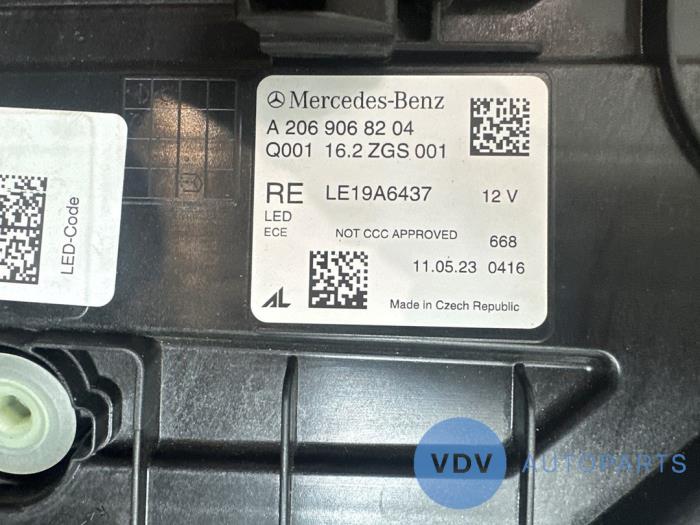 Mercedes-Benz
A 206 906 82 04
Q001 16.2 ZGS 001
RE LE19A6437 12 V
LED
ECE NOT CCC APPROVED 668
11.05.23 0416
AL Made in Czech Republic
LED-Code
VDV AUTOPARTS